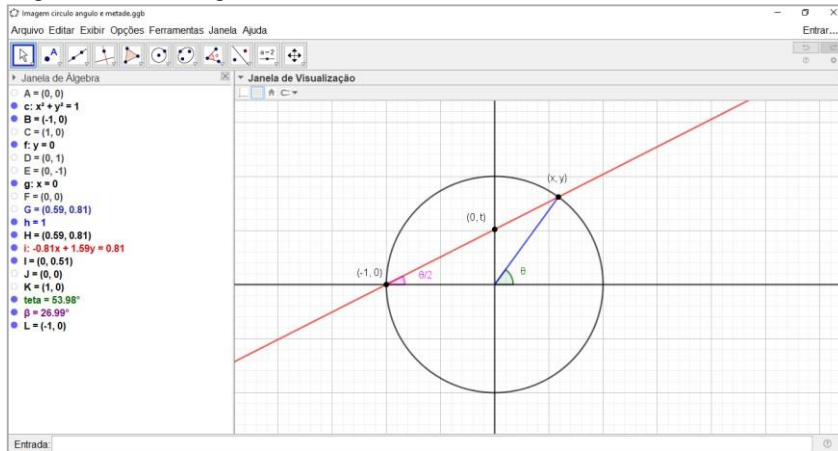 Imagem circulo angulo e metade.ggb
Arquivo Editar Exibir Opções Ferramentas Janela Ajuda
Entrar...
a=2
Janela de Álgebra
A = (0, 0)
c: x² + y² = 1
B = (-1, 0)
C = (1, 0)
f: y = 0
D = (0, 1)
E = (0, -1)
g: x = 0
F = (0, 0)
G = (0.59, 0.81)
h = 1
H = (0.59, 0.81)
i: -0.81x + 1.59y = 0.81
I = (0, 0.51)
J = (0, 0)
K = (1, 0)
teta = 53.98°
β = 26.99°
L = (-1, 0)
Janela de Visualização
(x, y)
(0, t)
(-1, 0)
θ/2
θ
Entrada: